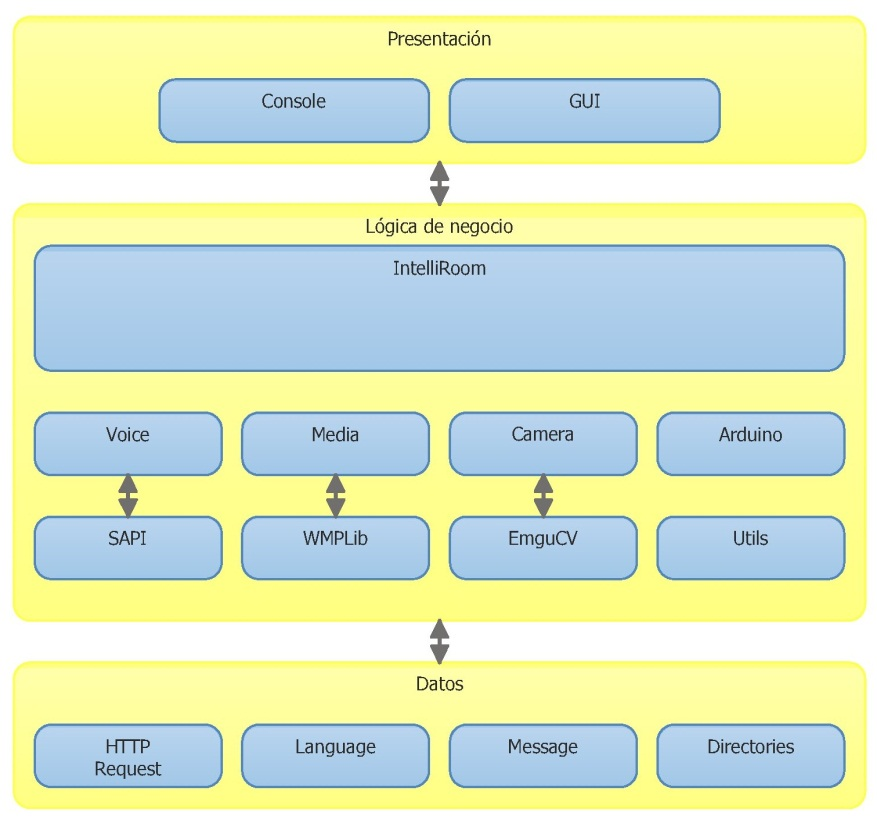 Presentación
Console
GUI
Lógica de negocio
IntelliRoom
Voice
Media
Camera
Arduino
SAPI
WMPLib
EmguCV
Utils
Datos
HTTP
Request
Language
Message
Directories